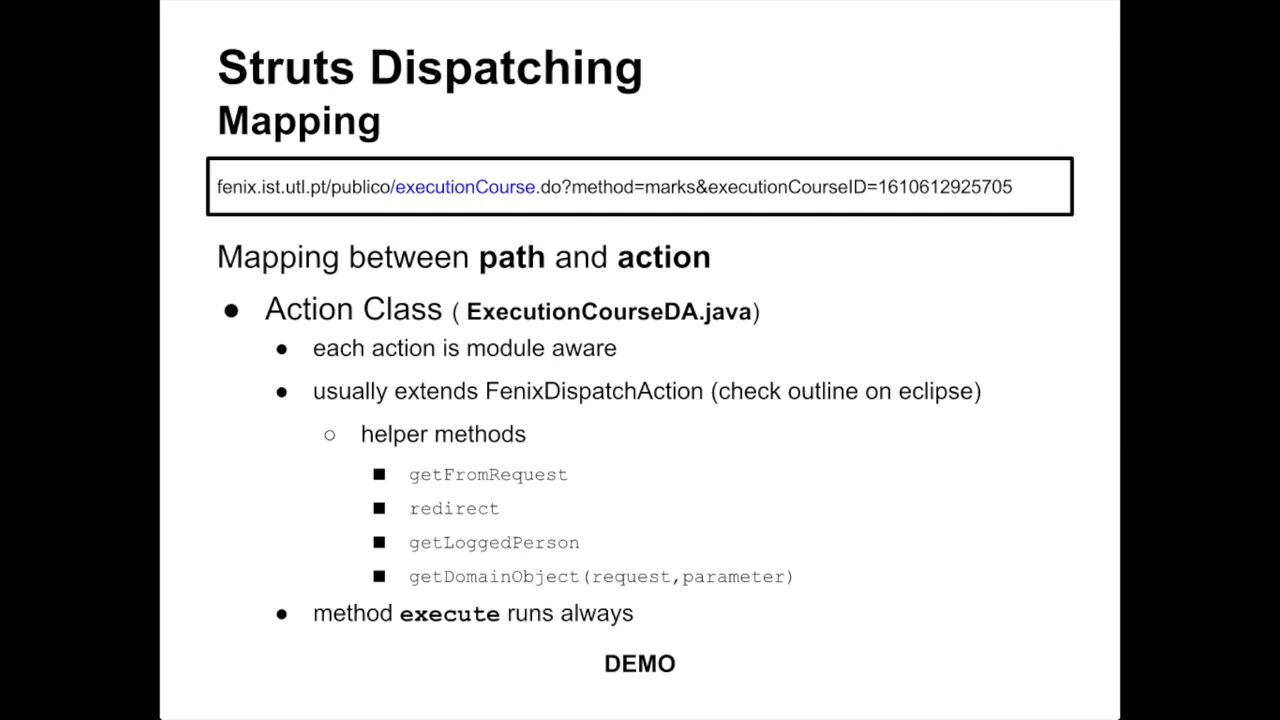 Struts Dispatching
Mapping
fenix.ist.utl.pt/publico/executionCourse.do?method=marks&executionCourseID=1610612925705
Mapping between path and action
● Action Class ( ExecutionCourseDA.java)
● each action is module aware
● usually extends FenixDispatchAction (check outline on eclipse)
○ helper methods
■ getFromRequest
■ redirect
■ getLoggedPerson
■ getDomainObject(request,parameter)
● method execute runs always
DEMO